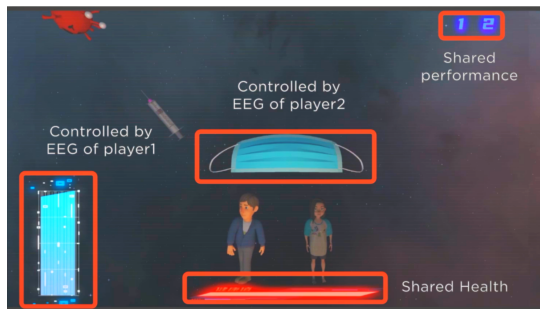 1 2
Shared
performance
Controlled by
EEG of player2
Controlled by
EEG of player1
Shared Health